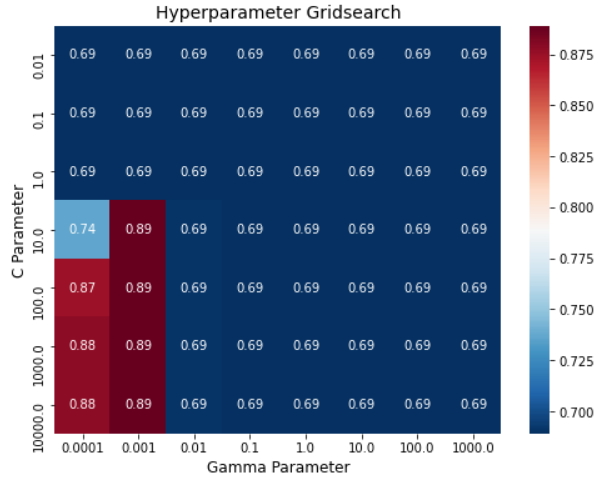 Hyperparameter Gridsearch
0.01 0.69 0.69 0.69 0.69 0.69 0.69 0.69 0.69
0.1 0.69 0.69 0.69 0.69 0.69 0.69 0.69 0.69
1.0 0.69 0.69 0.69 0.69 0.69 0.69 0.69 0.69
10.0 0.74 0.89 0.69 0.69 0.69 0.69 0.69 0.69
100.0 0.87 0.89 0.69 0.69 0.69 0.69 0.69 0.69
1000.0 0.88 0.89 0.69 0.69 0.69 0.69 0.69 0.69
10000.0 0.88 0.89 0.69 0.69 0.69 0.69 0.69 0.69
C Parameter
0.0001 0.001 0.01 0.1 1.0 10.0 100.0 1000.0
Gamma Parameter
0.875
0.850
0.825
0.800
0.775
0.750
0.725
0.700